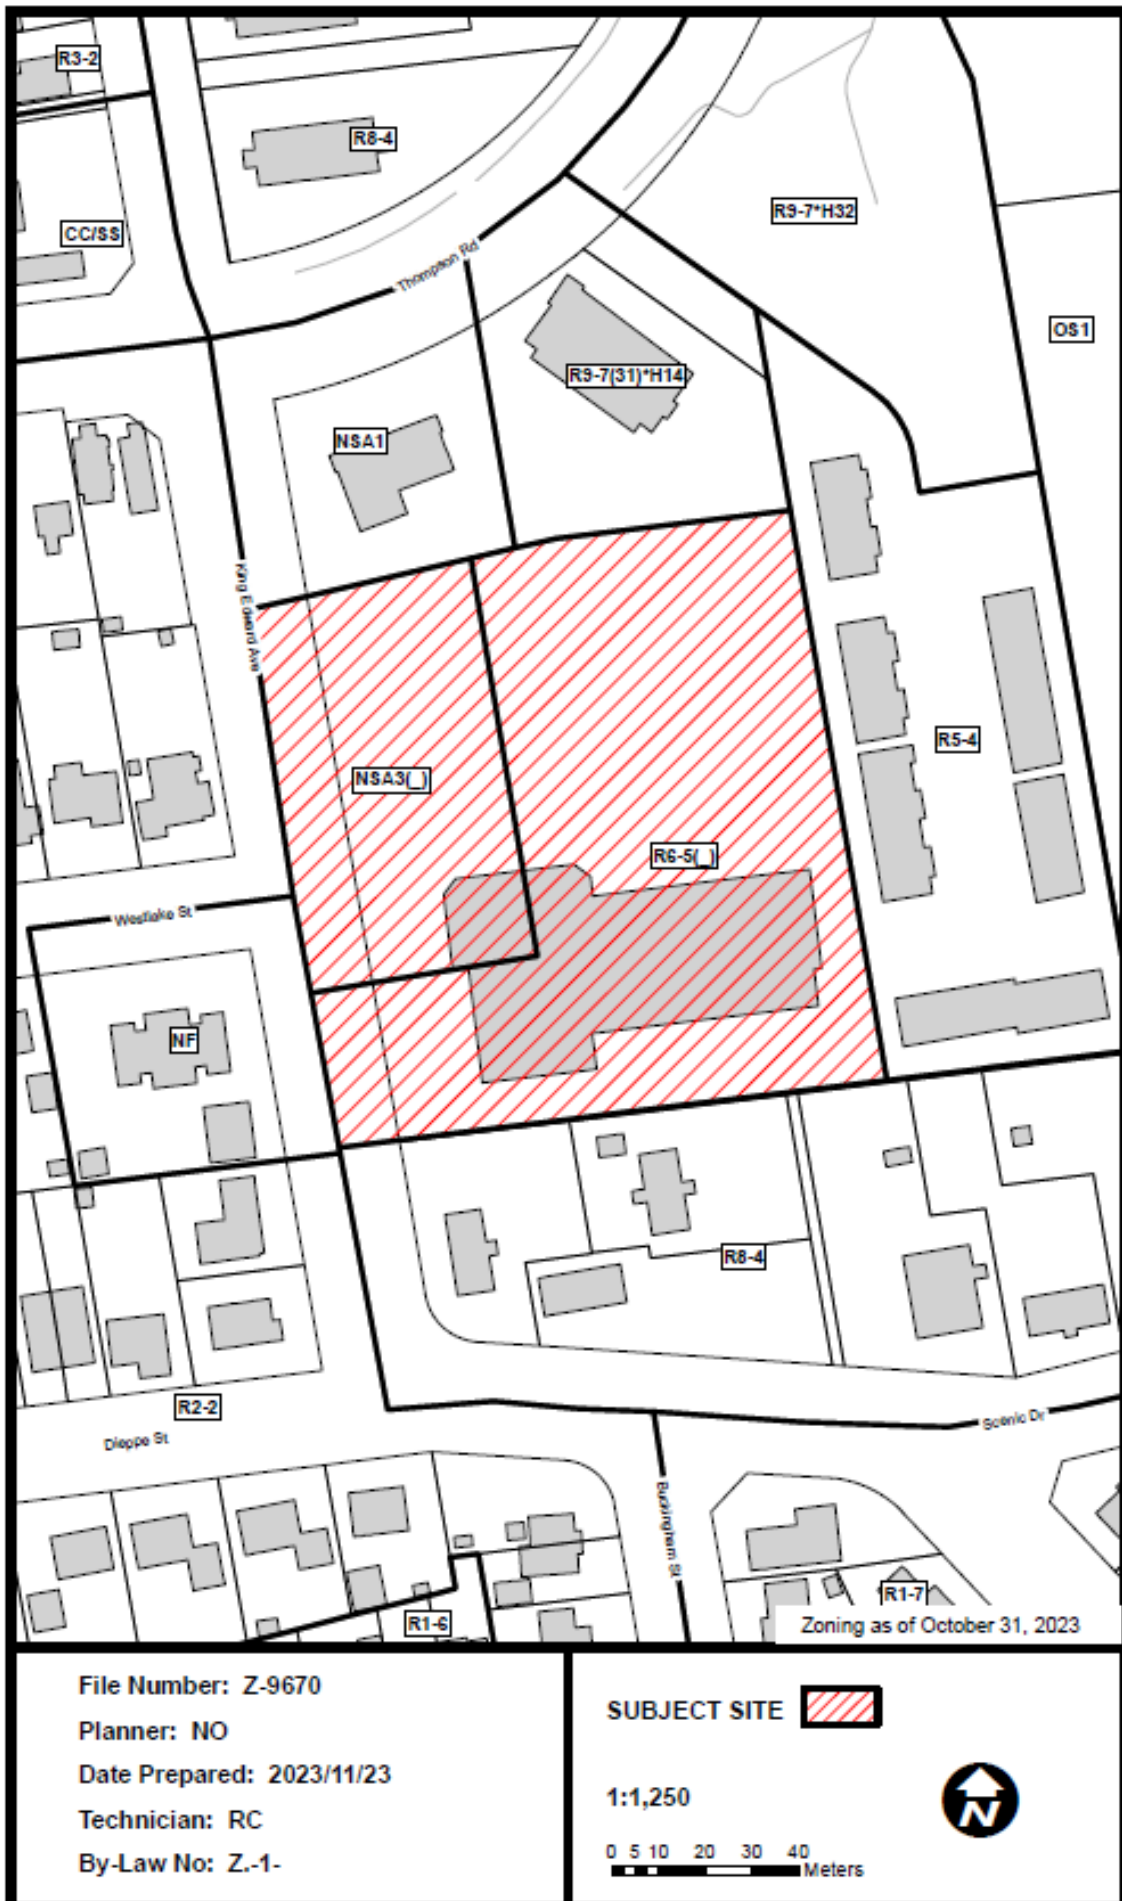 R3-2
R8-4
CC/SS
R9-7*H32
Thompson Rd
OS1
R9-7(31)*H14
NSA1
King Edward Ave
R5-4
NSA3(_)
R6-5(_)
Westlake St
NF
R8-4
R2-2
Dieppe St
Scenic Dr
Buckingham St
R1-7
R1-6
Zoning as of October 31, 2023
File Number: Z-9670
Planner: NO
Date Prepared: 2023/11/23
Technician: RC
By-Law No: Z.-1-
SUBJECT SITE
1:1,250
N
0 5 10 20 30 40
Meters